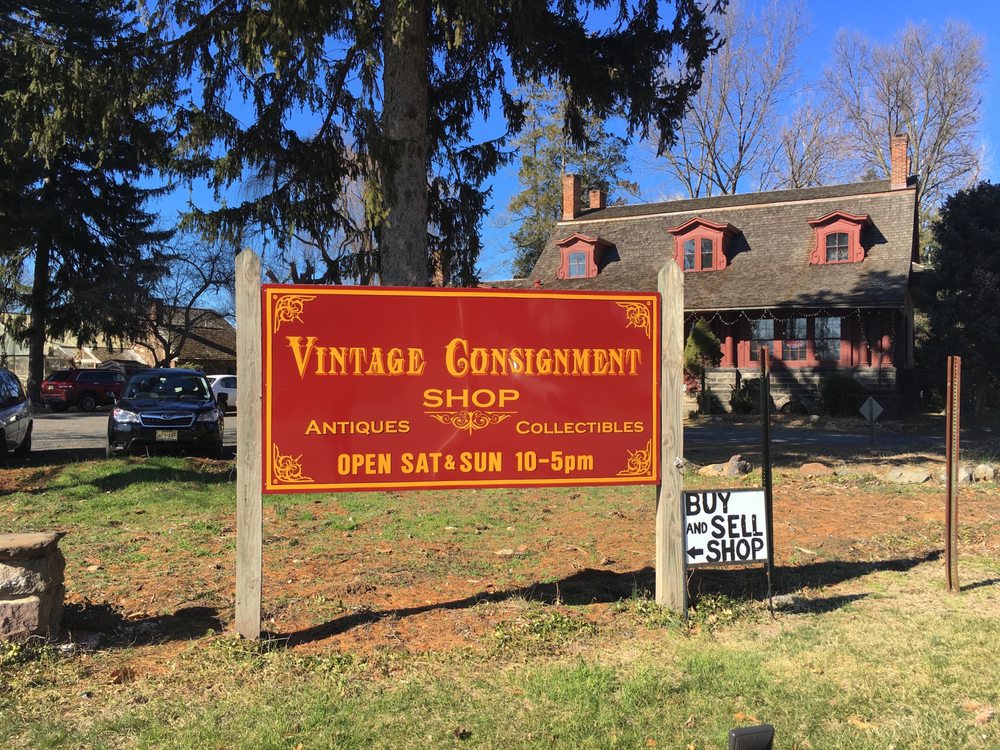 VINTAGE CONSIGNMENT
SHOP
ANTIQUES COLLECTIBLES
OPEN SAT & SUN 10-5pm
BUY
AND SELL
← SHOP